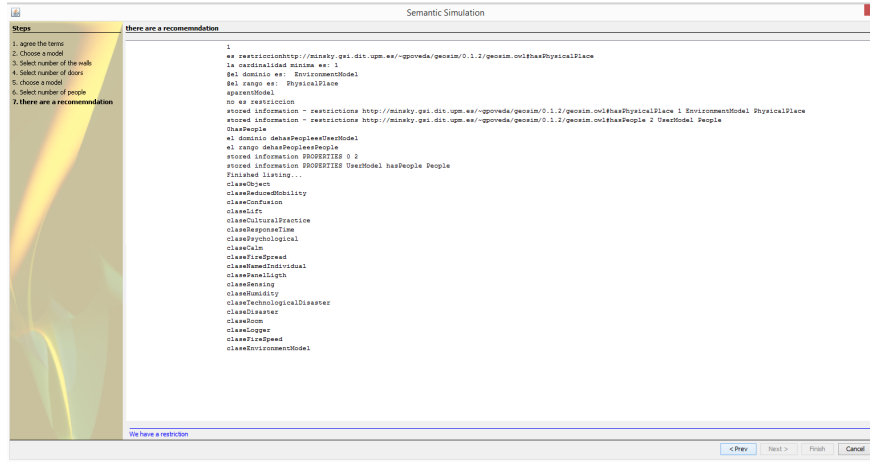 Semantic Simulation
Steps
1. agree the terms
2. Choose a model
3. Select number of the walls
4. Select number of doors
5. choose a model
6. Select number of people
7. there are a recomemndation
there are a recomemndation
1
es restriccionhttp://minsky.gsi.dit.upm.es/~gpoveda/geosim/0.1.2/geosim.owl#hasPhysicalPlace
la cardinalidad minima es: 1
$el dominio es: EnvironmentModel
$el rango es: PhysicalPlace
aparentModel
no es restriccion
stored information - restrictions http://minsky.gsi.dit.upm.es/~gpoveda/geosim/0.1.2/geosim.owl#hasPhysicalPlace 1 EnvironmentModel PhysicalPlace
stored information - restrictions http://minsky.gsi.dit.upm.es/~gpoveda/geosim/0.1.2/geosim.owl#hasPeople 2 UserModel People
0hasPeople
el dominio dehasPeopleesUserModel
el rango dehasPeopleesPeople
stored information PROPERTIES 0 2
stored information PROPERTIES UserModel hasPeople People
Finished listing...
claseObject
claseReducedMobility
claseConfusion
claseLift
claseCulturalPractice
claseResponseTime
clasePsychological
claseCalm
claseFireSpread
claseNamedIndividual
clasePanelLigth
claseSensing
claseHumidity
claseTechnologicalDisaster
claseDisaster
claseRoom
claseLogger
claseFireSpeed
claseEnvironmentModel
We have a restriction
< Prev
Next >
Finish
Cancel